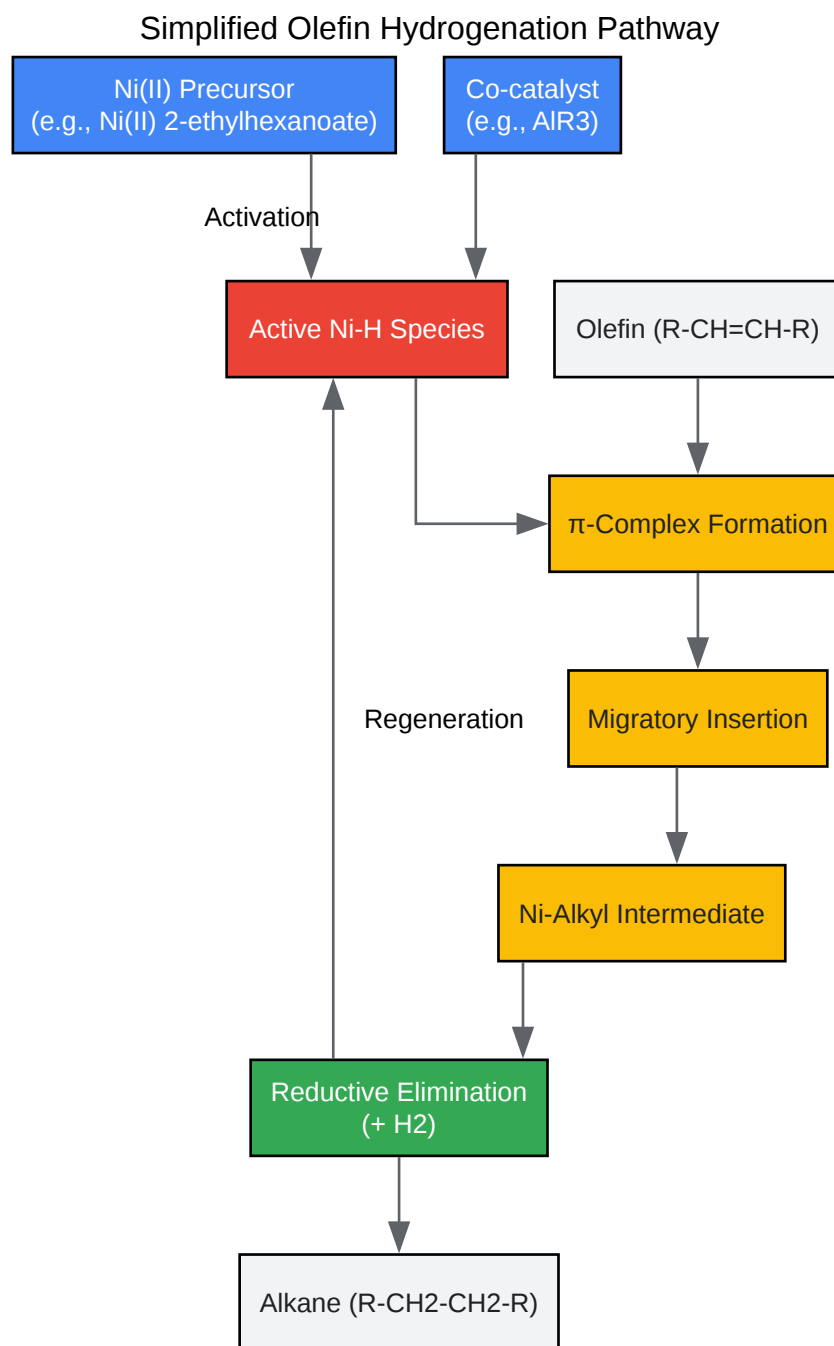 Simplified Olefin Hydrogenation Pathway
Ni(II) Precursor
(e.g., Ni(II) 2-ethylhexanoate)
Co-catalyst
(e.g., AlR3)
Activation
Active Ni-H Species
Olefin (R-CH=CH-R)
π-Complex Formation
Regeneration
Migratory Insertion
Ni-Alkyl Intermediate
Reductive Elimination
(+ H2)
Alkane (R-CH2-CH2-R)